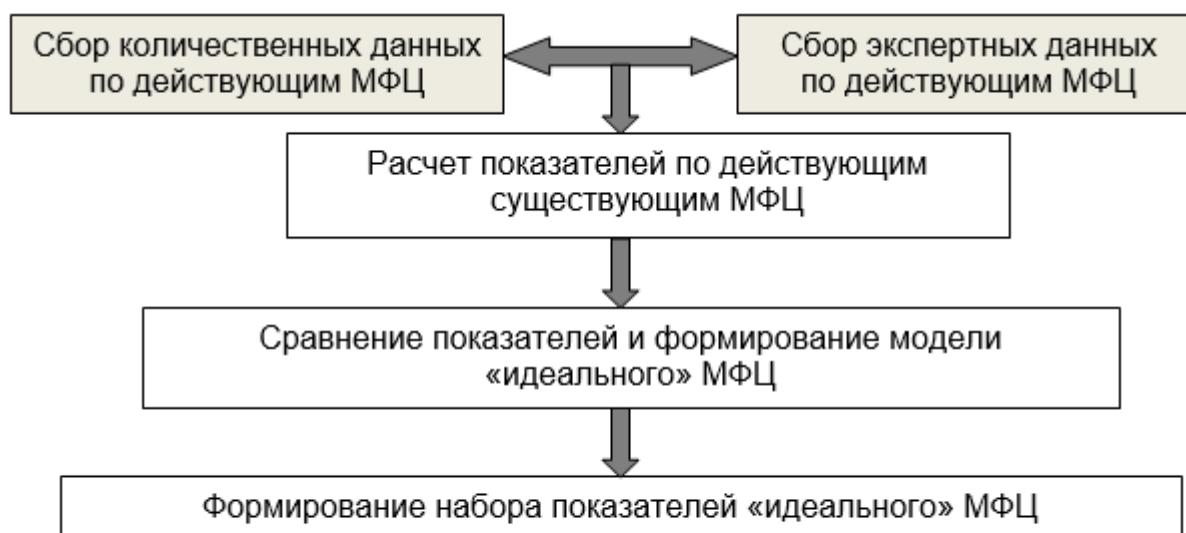 Сбор количественных данных
по действующим МФЦ
Сбор экспертных данных
по действующим МФЦ
Расчет показателей по действующим
существующим МФЦ
Сравнение показателей и формирование модели
«идеального» МФЦ
Формирование набора показателей «идеального» МФЦ